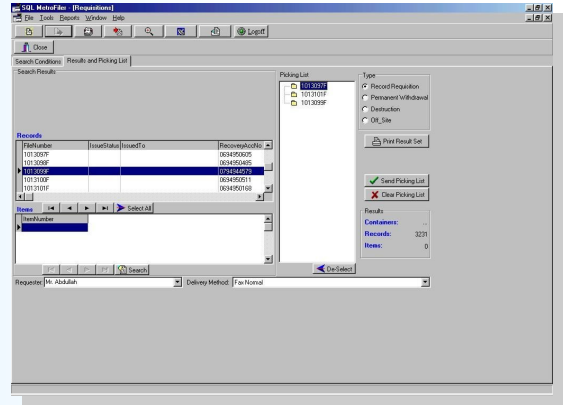 SQL MetroFiler - [Requisitions]
File Tools Reports Window Help
Logoff
Close
Search Conditions Results and Picking List
Search Results
Picking List
Type
1013097F
1013101F
1013099F
Record Requisition
Permanent Withdrawal
Destruction
Off_Site
Print Result Set
Records
FileNumber IssueStatus IssuedTo RecoveryAccNo
1013097F 0694950605
1013098F 0694950485
1013099F 0794944579
1013100F 0694950511
1013101F 0694950168
Send Picking List
Clear Picking List
Items Select All
ItemNumber
Results
Containers: ...
Records: 3231
Items: 0
Search
De-Select
Requester: Mr. Abdullah Delivery Method: Fax Normal